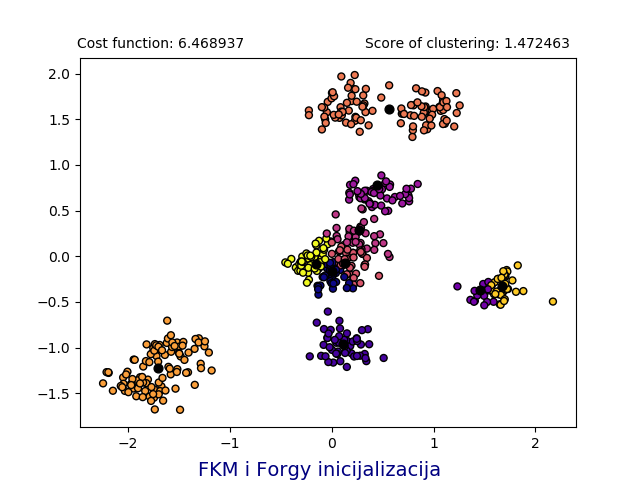 Cost function: 6.468937 Score of clustering: 1.472463
2.0
1.5
1.0
0.5
0.0
−0.5
−1.0
−1.5
−2 −1 0 1 2
FKM i Forgy inicijalizacija